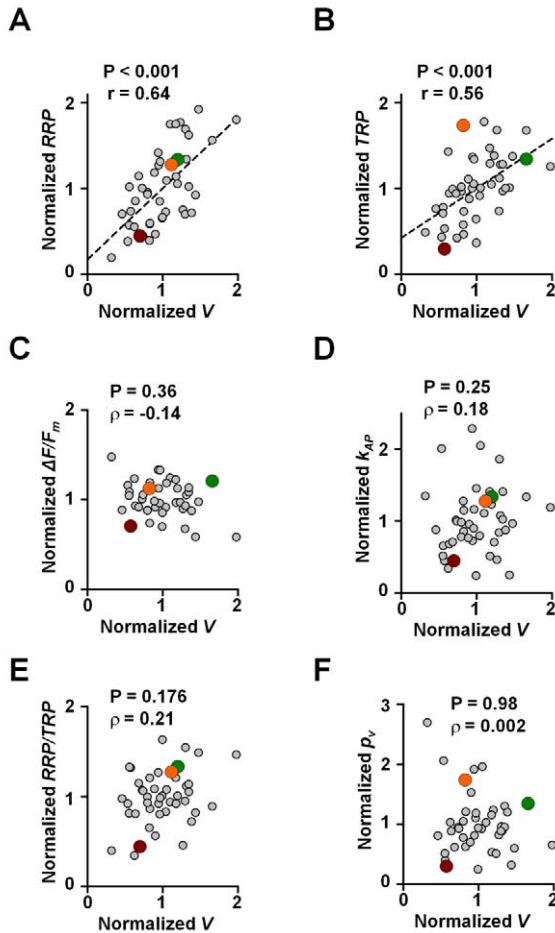 A
P < 0.001
r = 0.64
Normalized RRP
2
1
0
0 1 2
Normalized V
B
P < 0.001
r = 0.56
Normalized TRP
2
1
0
0 1 2
Normalized V
C
P = 0.36
ρ = -0.14
Normalized ΔF/Fm
2
1
0
0 1 2
Normalized V
D
P = 0.25
ρ = 0.18
Normalized kAP
2
1
0
0 1 2
Normalized V
E
P = 0.176
ρ = 0.21
Normalized RRP/TRP
2
1
0
0 1 2
Normalized V
F
P = 0.98
ρ = 0.002
Normalized pv
3
2
1
0
0 1 2
Normalized V